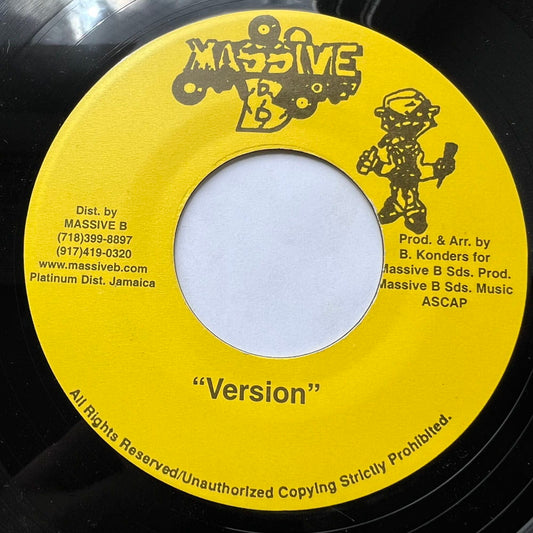 MASSIVE
B
Dist. by
MASSIVE B
(718)399-8897
(917)419-0320
www.massiveb.com
Platinum Dist. Jamaica
Prod. & Arr. by
B. Konders for
Massive B Sds. Prod.
Massive B Sds. Music
ASCAP
“Version”
All Rights Reserved/Unauthorized Copying Strictly Prohibited.